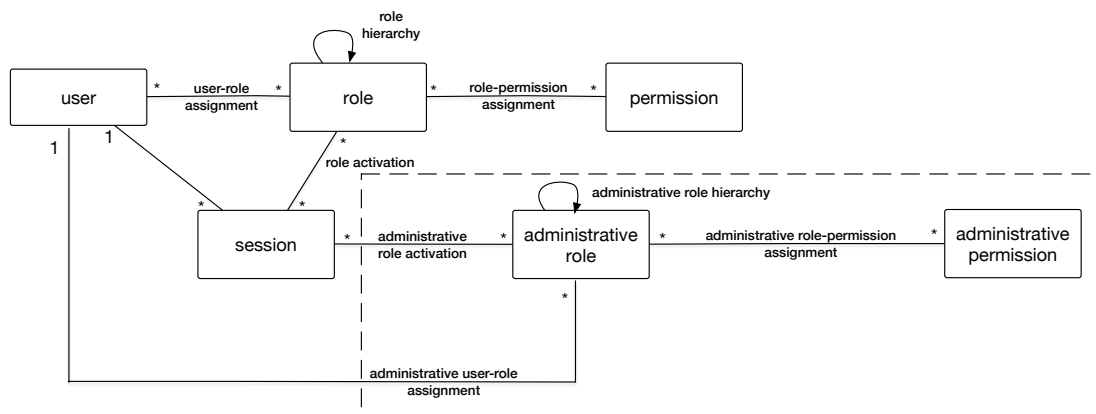 role
hierarchy
user
*
user-role
assignment
*
role
*
role-permission
assignment
*
permission
1
1
*
role activation
*
*
session
*
administrative
role activation
*
administrative role hierarchy
administrative
role
*
administrative role-permission
assignment
*
administrative
permission
*
administrative user-role
assignment